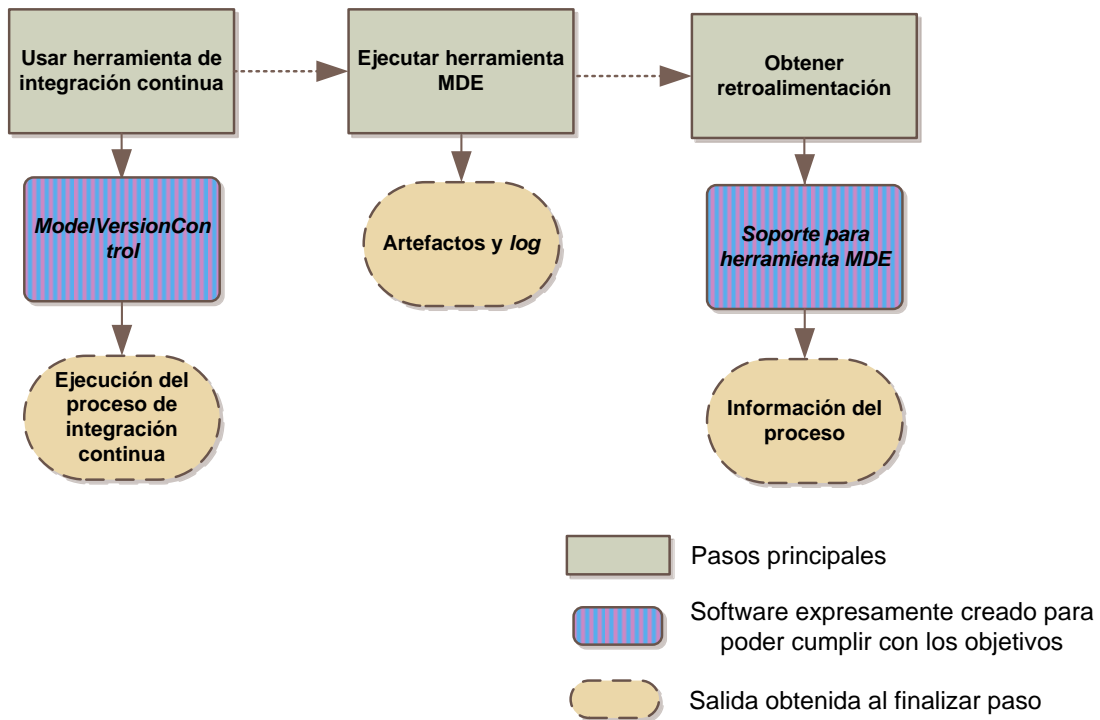 Usar herramienta de
integración continua
Ejecutar herramienta
MDE
Obtener
retroalimentación
ModelVersionCon
trol
Artefactos y log
Soporte para
herramienta MDE
Ejecución del
proceso de
integración
continua
Información del
proceso
Pasos principales
Software expresamente creado para
poder cumplir con los objetivos
Salida obtenida al finalizar paso